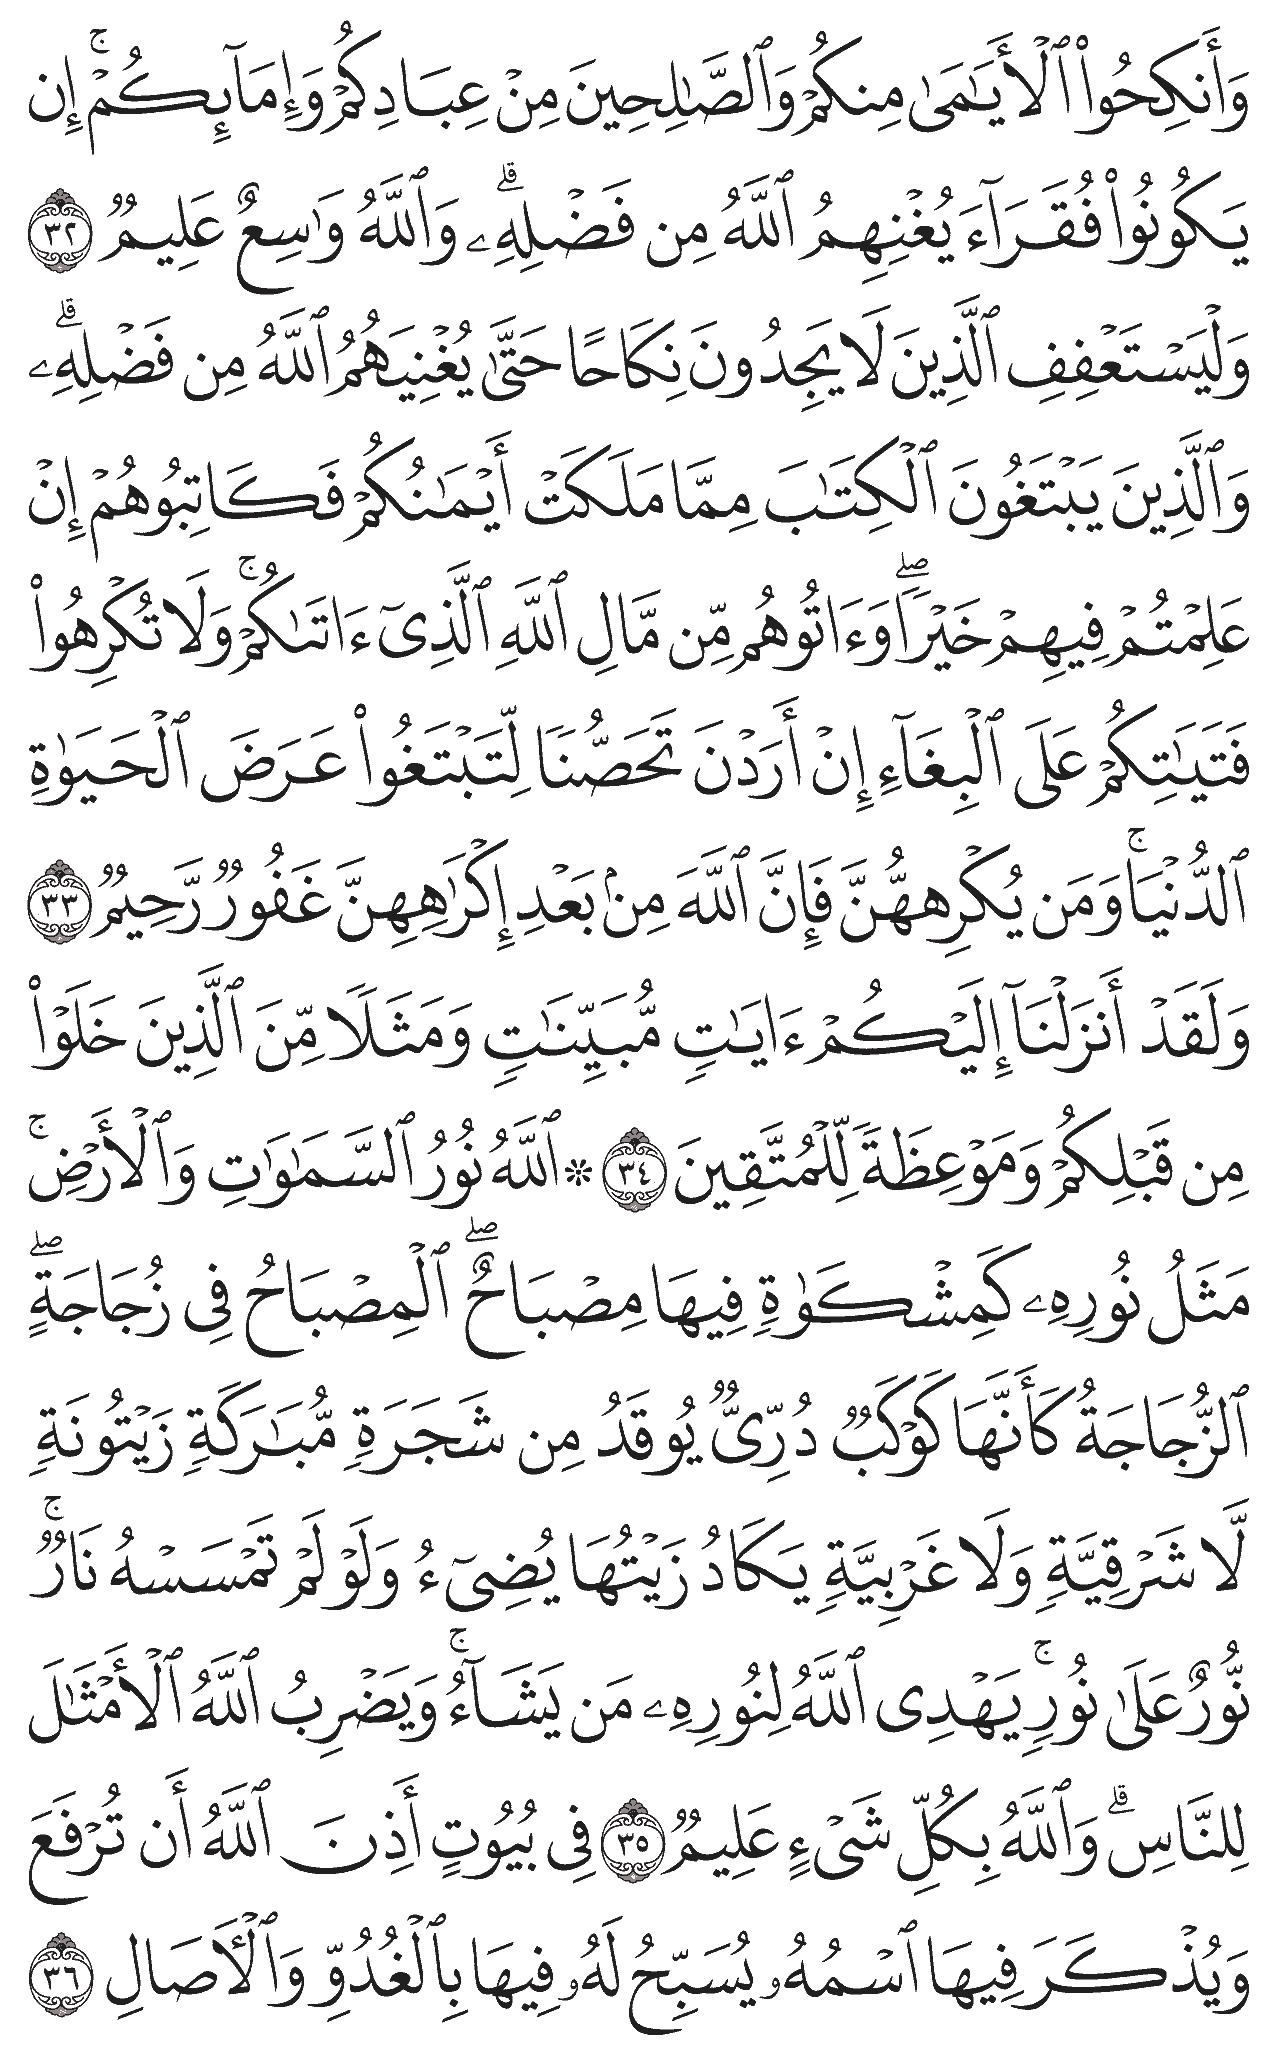 وَأَنكِحُوا۟ ٱلۡأَيَـٰمَىٰ مِنكُمۡ وَٱلصَّـٰلِحِينَ مِنۡ عِبَادِكُمۡ وَإِمَآئِكُمۡۚ إِن
يَكُونُوا۟ فُقَرَآءَ يُغۡنِهِمُ ٱللَّهُ مِن فَضۡلِهِۦۗ وَٱللَّهُ وَٰسِعٌ عَلِيمࣱ ٣٢
وَلۡيَسۡتَعۡفِفِ ٱلَّذِينَ لَا يَجِدُونَ نِكَاحًا حَتَّىٰ يُغۡنِيَهُمُ ٱللَّهُ مِن فَضۡلِهِۦۗ
وَٱلَّذِينَ يَبۡتَغُونَ ٱلۡكِتَـٰبَ مِمَّا مَلَكَتۡ أَيۡمَـٰنُكُمۡ فَكَاتِبُوهُمۡ إِنۡ
عَلِمۡتُمۡ فِيهِمۡ خَيۡرࣰاۖ وَءَاتُوهُم مِّن مَّالِ ٱللَّهِ ٱلَّذِىٓ ءَاتَىٰكُمۡۚ وَلَا تُكۡرِهُوا۟
فَتَيَـٰتِكُمۡ عَلَى ٱلۡبِغَآءِ إِنۡ أَرَدۡنَ تَحَصُّنࣰا لِّتَبۡتَغُوا۟ عَرَضَ ٱلۡحَيَوٰةِ
ٱلدُّنۡيَاۚ وَمَن يُكۡرِههُّنَّ فَإِنَّ ٱللَّهَ مِنۢ بَعۡدِ إِكۡرَٰهِهِنَّ غَفُورࣱ رَّحِيمࣱ ٣٣
وَلَقَدۡ أَنزَلۡنَآ إِلَيۡكُمۡ ءَايَـٰتࣲ مُّبَيِّنَـٰتࣲ وَمَثَلࣰا مِّنَ ٱلَّذِينَ خَلَوۡا۟
مِن قَبۡلِكُمۡ وَمَوۡعِظَةࣰ لِّلۡمُتَّقِينَ ٣٤ ۞ ٱللَّهُ نُورُ ٱلسَّمَـٰوَٰتِ وَٱلۡأَرۡضِۚ
مَثَلُ نُورِهِۦ كَمِشۡكَوٰةࣲ فِيهَا مِصۡبَاحٌۖ ٱلۡمِصۡبَاحُ فِى زُجَاجَةٍۖ
ٱلزُّجَاجَةُ كَأَنَّهَا كَوۡكَبࣱ دُرِّىࣱّ يُوقَدُ مِن شَجَرَةࣲ مُّبَـٰرَكَةࣲ زَيۡتُونَةࣲ
لَّا شَرۡقِيَّةࣲ وَلَا غَرۡبِيَّةࣲ يَكَادُ زَيۡتُهَا يُضِىٓءُ وَلَوۡ لَمۡ تَمۡسَسۡهُ نَارࣱۚ
نُّورٌ عَلَىٰ نُورࣲۚ يَهۡدِى ٱللَّهُ لِنُورِهِۦ مَن يَشَآءُۚ وَيَضۡرِبُ ٱللَّهُ ٱلۡأَمۡثَـٰلَ
لِلنَّاسِۗ وَٱللَّهُ بِكُلِّ شَىۡءٍ عَلِيمࣱ ٣٥ فِى بُيُوتٍ أَذِنَ ٱللَّهُ أَن تُرۡفَعَ
وَيُذۡكَرَ فِيهَا ٱسۡمُهُۥ يُسَبِّحُ لَهُۥ فِيهَا بِٱلۡغُدُوِّ وَٱلۡـَٔاصَالِ ٣٦